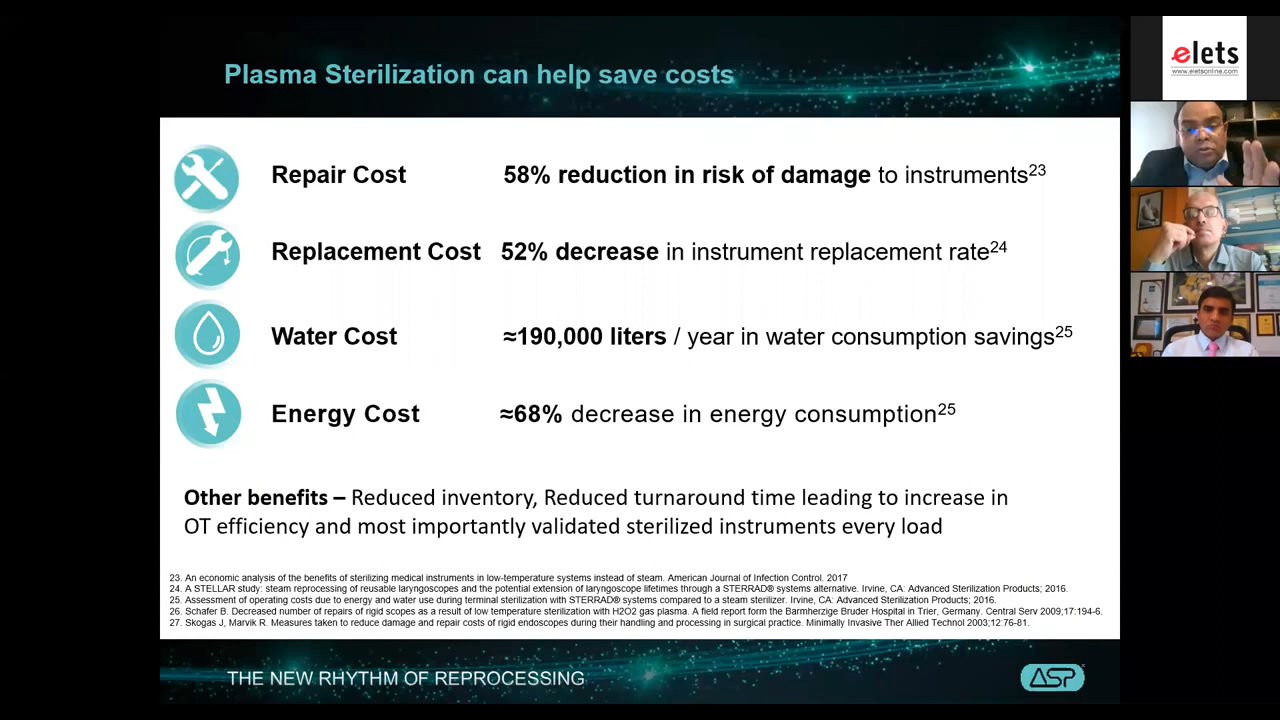 Plasma Sterilization can help save costs
Repair Cost 58% reduction in risk of damage to instruments23
Replacement Cost 52% decrease in instrument replacement rate24
Water Cost ≈190,000 liters / year in water consumption savings25
Energy Cost ≈68% decrease in energy consumption25
Other benefits – Reduced inventory, Reduced turnaround time leading to increase in
OT efficiency and most importantly validated sterilized instruments every load
23. An economic analysis of the benefits of sterilizing medical instruments in low-temperature systems instead of steam. American Journal of Infection Control. 2017
24. A STELLAR study: steam reprocessing of reusable laryngoscopes and the potential extension of laryngoscope lifetimes through a STERRAD® systems alternative. Irvine, CA: Advanced Sterilization Products; 2016.
25. Assessment of operating costs due to energy and water use during terminal sterilization with STERRAD® systems compared to a steam sterilizer. Irvine, CA: Advanced Sterilization Products; 2016.
26. Schafer B. Decreased number of repairs of rigid scopes as a result of low temperature sterilization with H2O2 gas plasma. A field report form the Barmherzige Bruder Hospital in Trier, Germany. Central Serv 2009;17:194-6.
27. Skogas J, Marvik R. Measures taken to reduce damage and repair costs of rigid endoscopes during their handling and processing in surgical practice. Minimally Invasive Ther Allied Technol 2003;12:76-81.
THE NEW RHYTHM OF REPROCESSING
ASP
elets
www.eletsonline.com